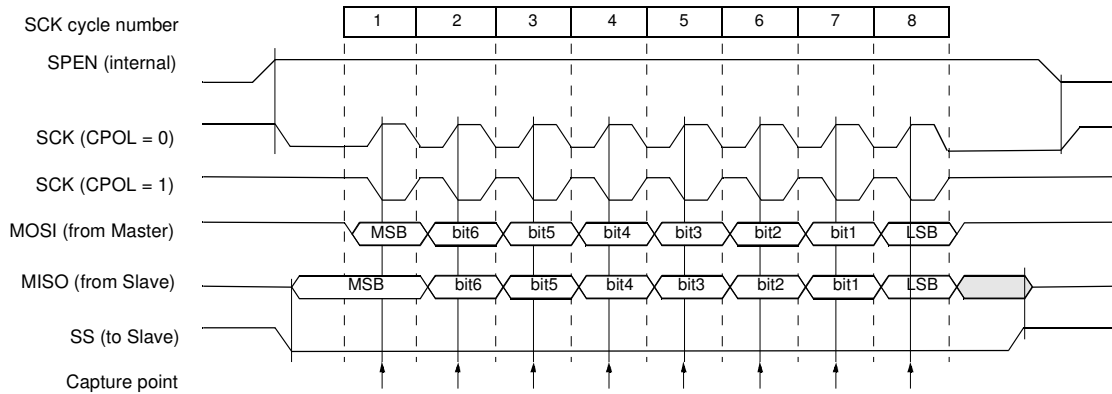 SCK cycle number 1 2 3 4 5 6 7 8
SPEN (internal)
SCK (CPOL = 0)
SCK (CPOL = 1)
MOSI (from Master) MSB bit6 bit5 bit4 bit3 bit2 bit1 LSB
MISO (from Slave) MSB bit6 bit5 bit4 bit3 bit2 bit1 LSB
SS (to Slave)
Capture point